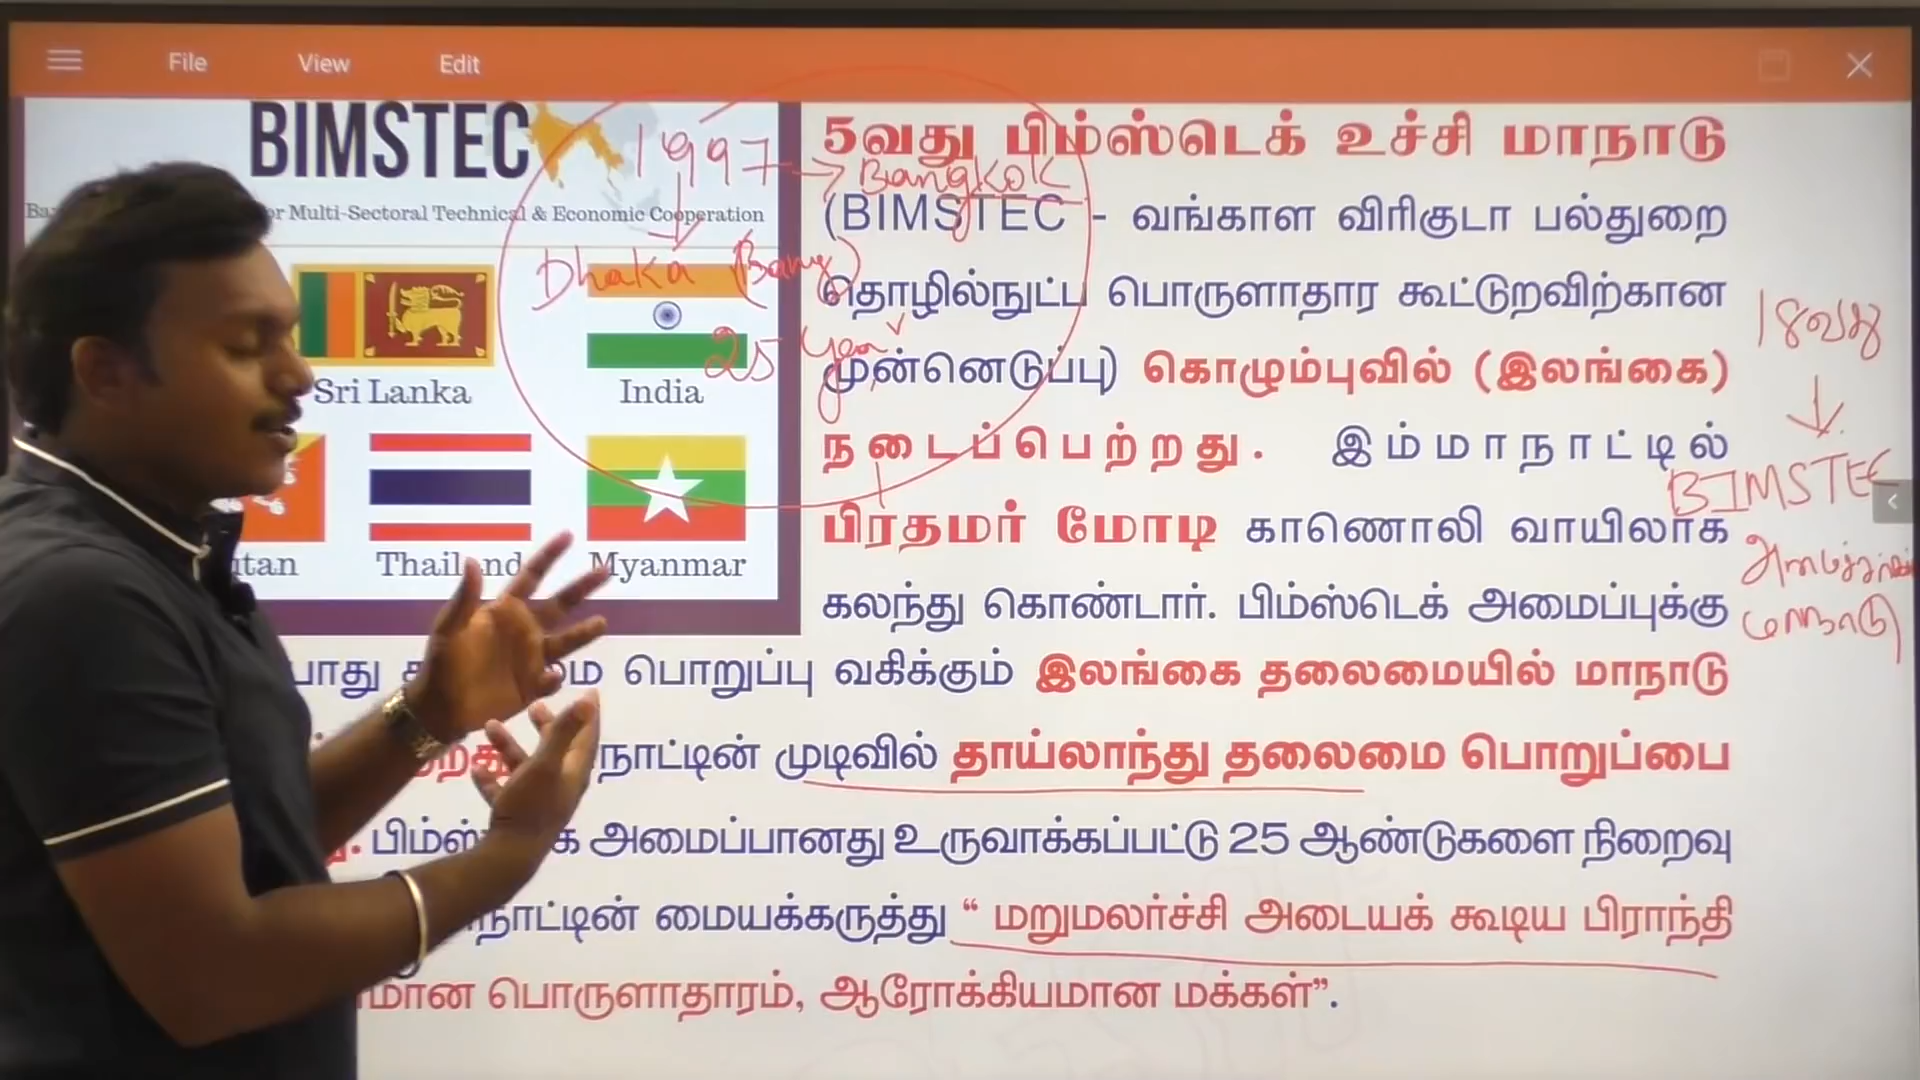 File View Edit
BIMSTEC
or Multi-Sectoral Technical & Economic Cooperation
Sri Lanka
India
Thailand
Myanmar
1997 → Bangkok
Dhaka (Bang)
25 year
5வது பிம்ஸ்டெக் உச்சி மாநாடு
(BIMSTEC - வங்காள விரிகுடா பல்துறை
தொழில்நுட்ப பொருளாதார கூட்டுறவிற்கான
முன்னெடுப்பு) கொழும்புவில் (இலங்கை)
நடைப்பெற்றது. இம்மாநாட்டில்
பிரதமர் மோடி காணொலி வாயிலாக
கலந்து கொண்டார். பிம்ஸ்டெக் அமைப்புக்கு
பொறுப்பு வகிக்கும் இலங்கை தலைமையில் மாநாடு
முடிவில் தாய்லாந்து தலைமை பொறுப்பை
அமைப்பானது உருவாக்கப்பட்டு 25 ஆண்டுகளை நிறைவு
மையக்கருத்து “ மறுமலர்ச்சி அடையக் கூடிய பிராந்தி
பொருளாதாரம், ஆரோக்கியமான மக்கள்”.
18வது
BIMSTEC
மாநாடு